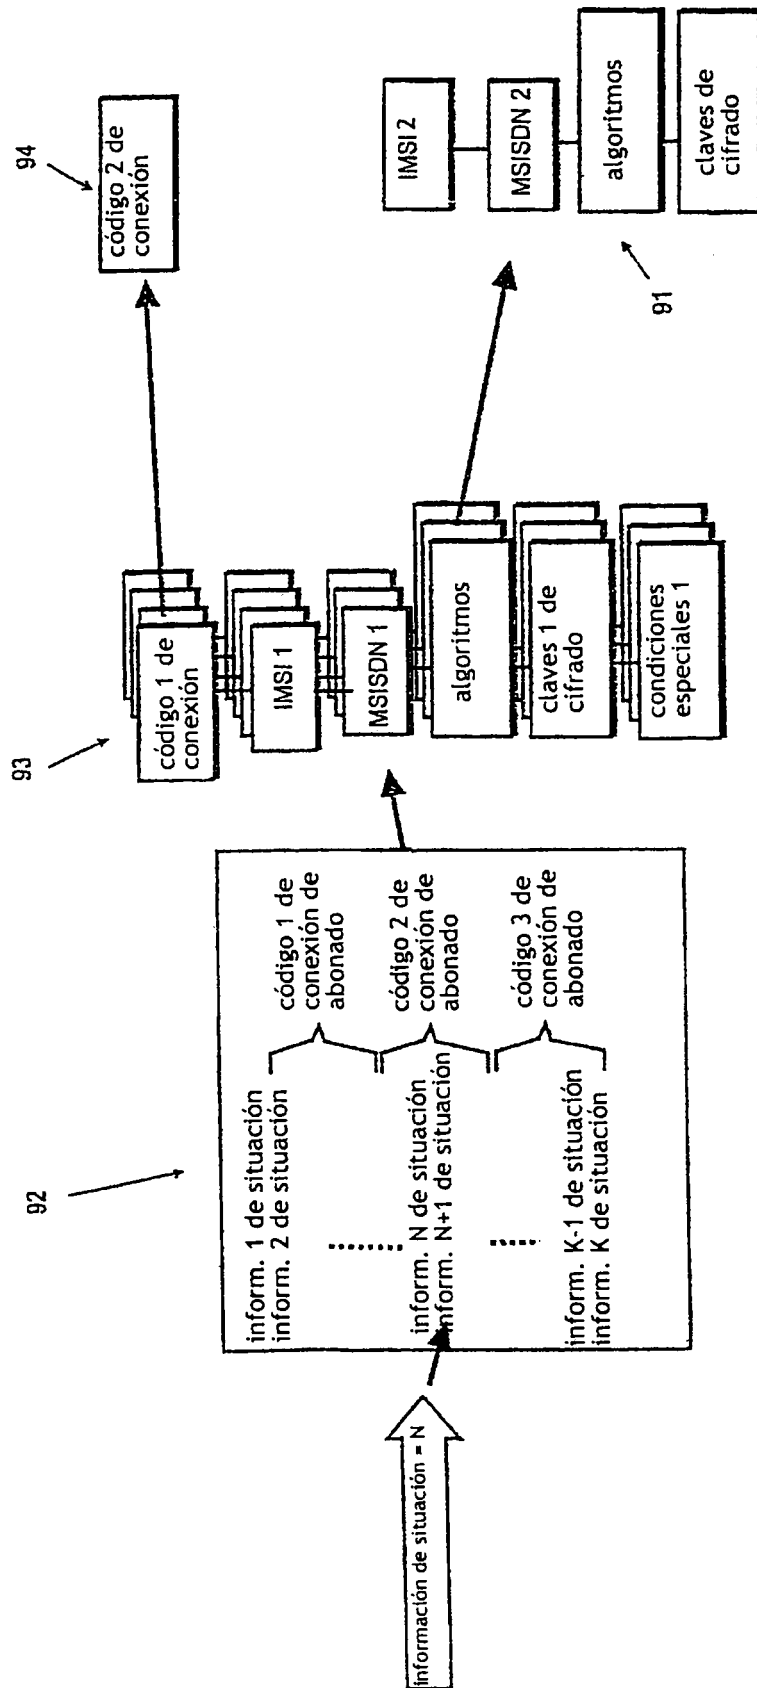 94
código 2 de
conexión
93
código 1 de
conexión
IMSI 1
MSISDN 1
algoritmos
claves 1 de
cifrado
condiciones
especiales 1
IMSI 2
MSISDN 2
algoritmos
claves de
cifrado
91
92
inform. 1 de situación
inform. 2 de situación
código 1 de
conexión de
abonado
inform. N de situación
inform. N+1 de situación
código 2 de
conexión de
abonado
inform. K-1 de situación
inform. K de situación
código 3 de
conexión de
abonado
información de situación = N